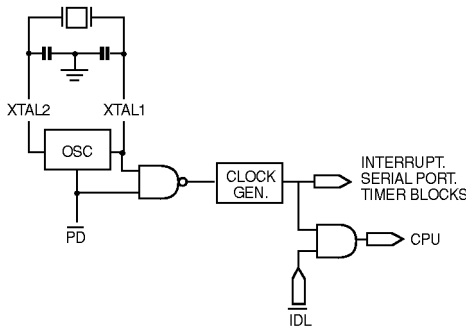 XTAL2
XTAL1
OSC
CLOCK
GEN.
INTERRUPT.
SERIAL PORT.
TIMER BLOCKS
PD
CPU
IDL